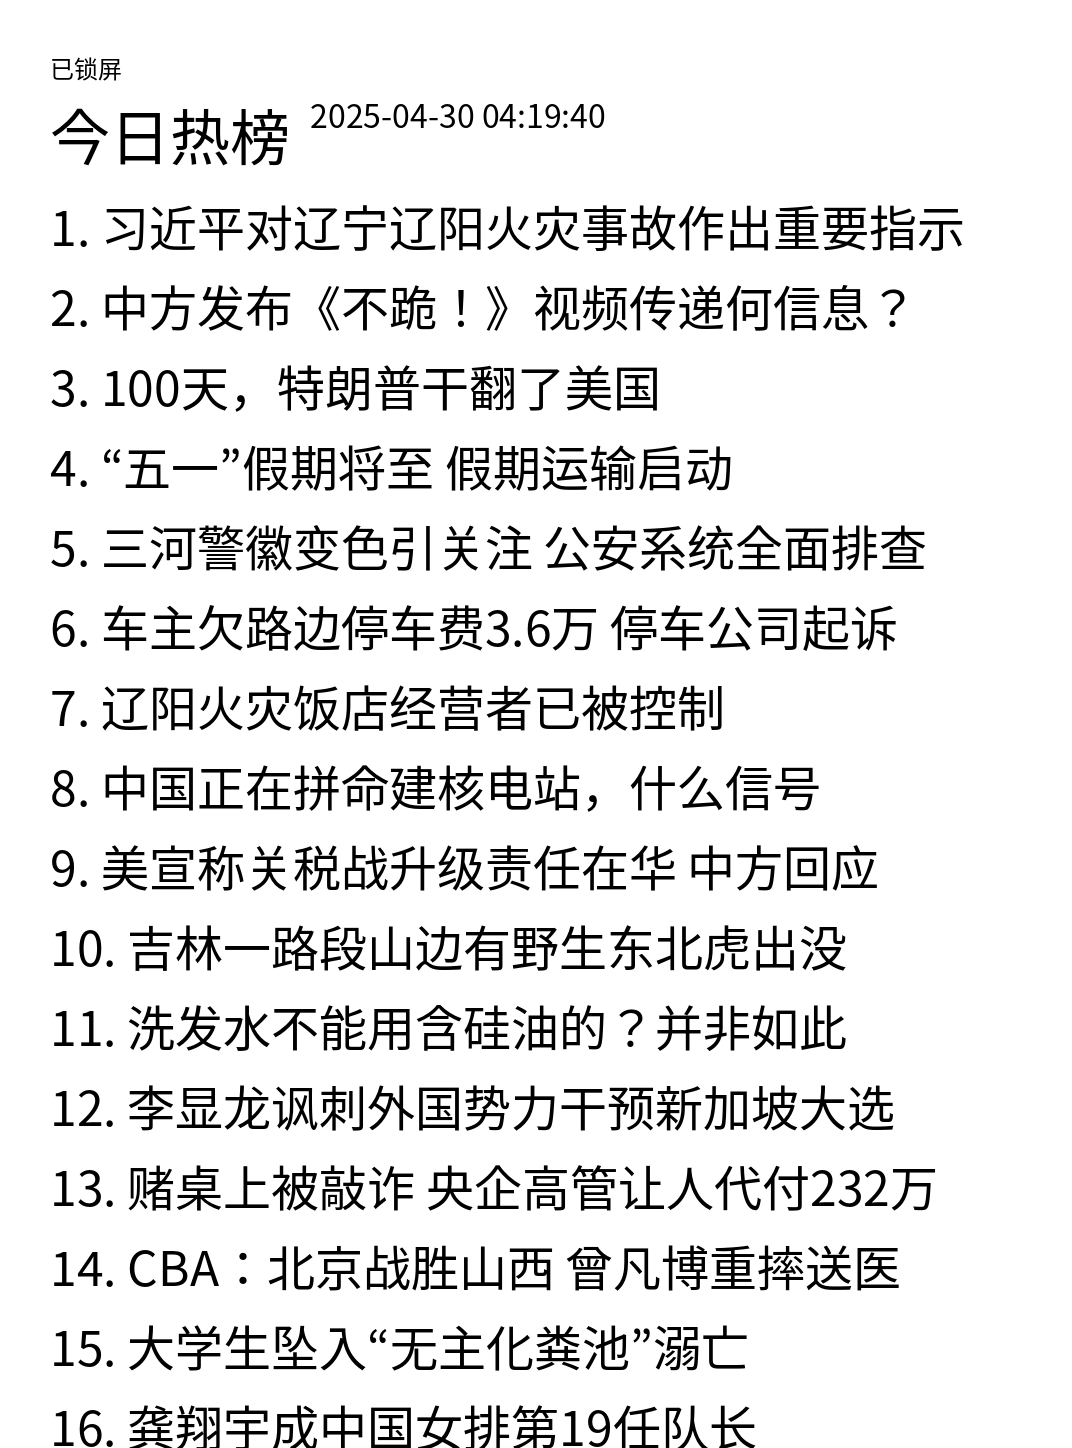 已锁屏
今日热榜 2025-04-30 04:19:40
1. 习近平对辽宁辽阳火灾事故作出重要指示
2. 中方发布《不跪！》视频传递何信息？
3. 100天，特朗普干翻了美国
4. “五一”假期将至 假期运输启动
5. 三河警徽变色引关注 公安系统全面排查
6. 车主欠路边停车费3.6万 停车公司起诉
7. 辽阳火灾饭店经营者已被控制
8. 中国正在拼命建核电站，什么信号
9. 美宣称关税战升级责任在华 中方回应
10. 吉林一路段山边有野生东北虎出没
11. 洗发水不能用含硅油的？并非如此
12. 李显龙讽刺外国势力干预新加坡大选
13. 赌桌上被敲诈 央企高管让人代付232万
14. CBA：北京战胜山西 曾凡博重摔送医
15. 大学生坠入“无主化粪池”溺亡
16. 龚翔宇成中国女排第19任队长